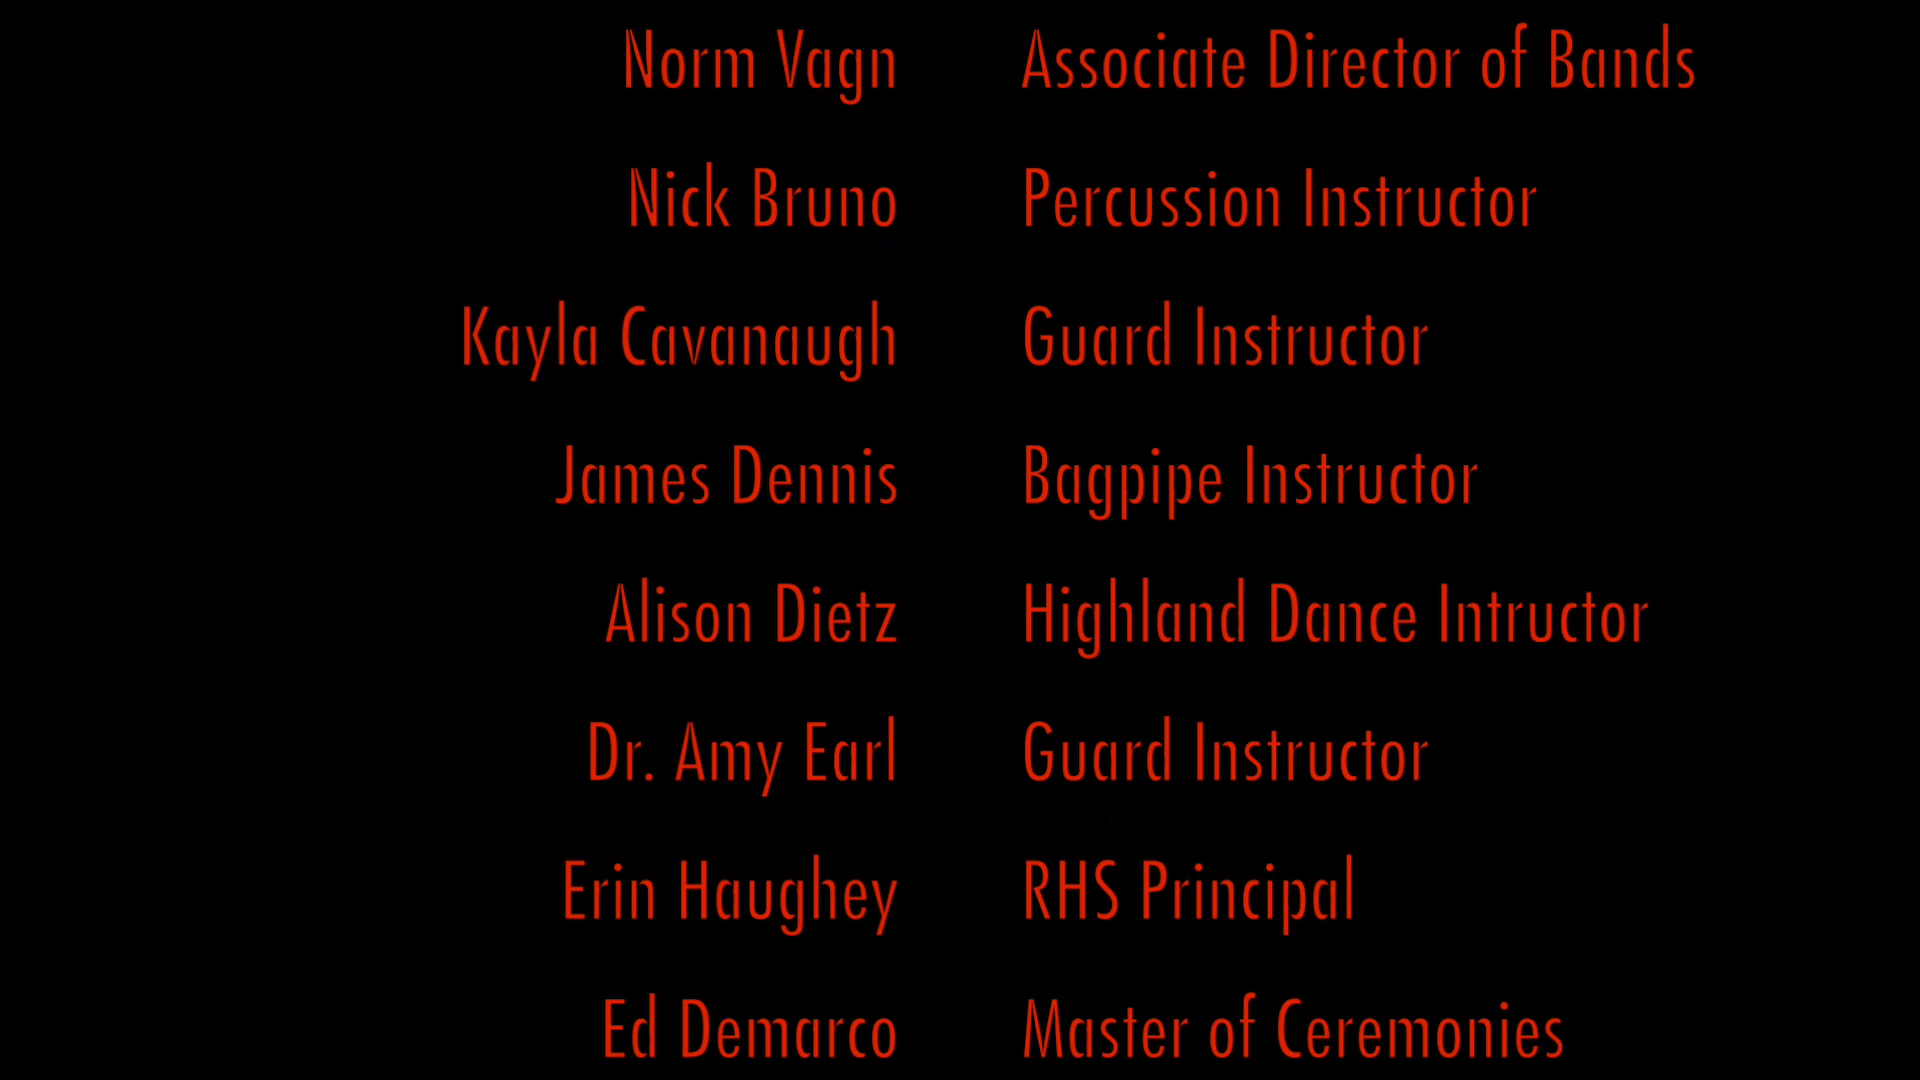 Norm Vagn Associate Director of Bands
Nick Bruno Percussion Instructor
Kayla Cavanaugh Guard Instructor
James Dennis Bagpipe Instructor
Alison Dietz Highland Dance Intructor
Dr. Amy Earl Guard Instructor
Erin Haughey RHS Principal
Ed Demarco Master of Ceremonies